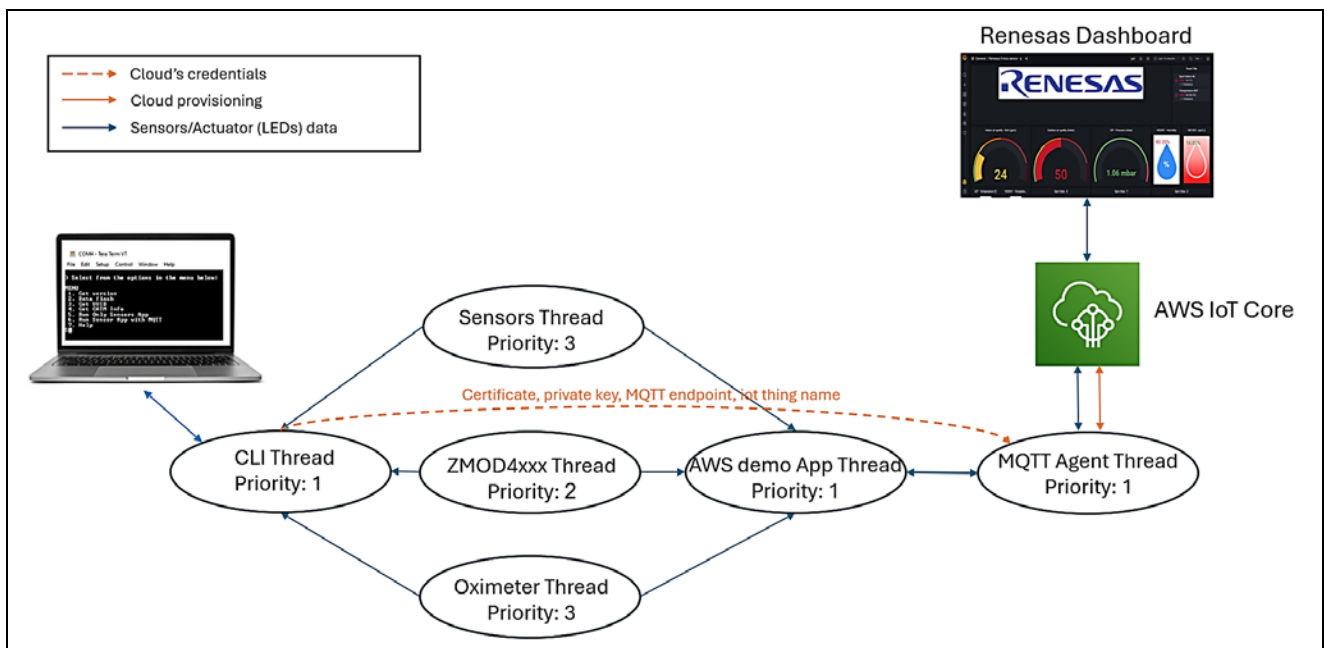 Renesas Dashboard
Cloud's credentials
Cloud provisioning
Sensors/Actuator (LEDs) data
RENESAS
24
50
1.06 mbar
%
COM4 - Tera Term VT
File Edit Setup Control Window Help
> Select from the options in the menu below:
MENU
1. Get version
2. Data flash
3. Get UUID
5. Run Only Sensors App
6. Run Sensor App with MQTT
7. Help
AWS IoT Core
Sensors Thread
Priority: 3
Certificate, private key, MQTT endpoint, iot thing name
CLI Thread
Priority: 1
ZMOD4xxx Thread
Priority: 2
AWS demo App Thread
Priority: 1
MQTT Agent Thread
Priority: 1
Oximeter Thread
Priority: 3